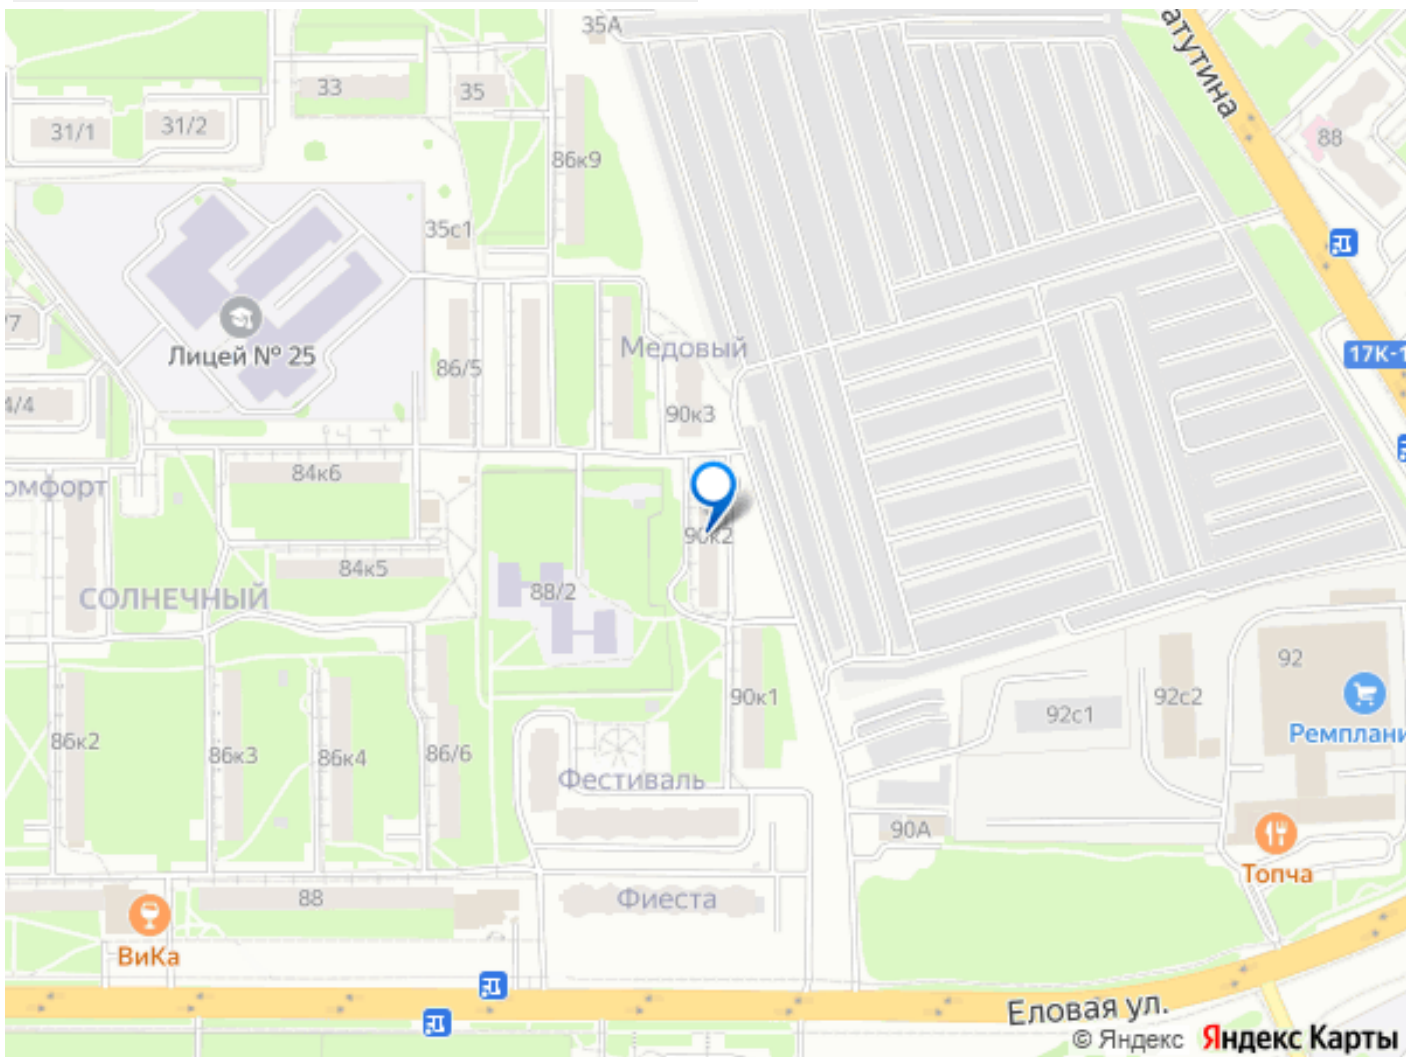 35А
атутина
33
35
31/1
31/2
88
86к9
35с1
/7
Лицей № 25
Медовый
17К-1
86/5
4/4
90к3
84к6
омфорт
90к2
84к5
88/2
СОЛНЕЧНЫЙ
92
90к1
92с2
92с1
86к2
86к3
86к4
86/6
Ремплани
Фестиваль
90А
Топча
88
Фиеста
ВиКа
Еловая ул.
© Яндекс Яндекс Карты